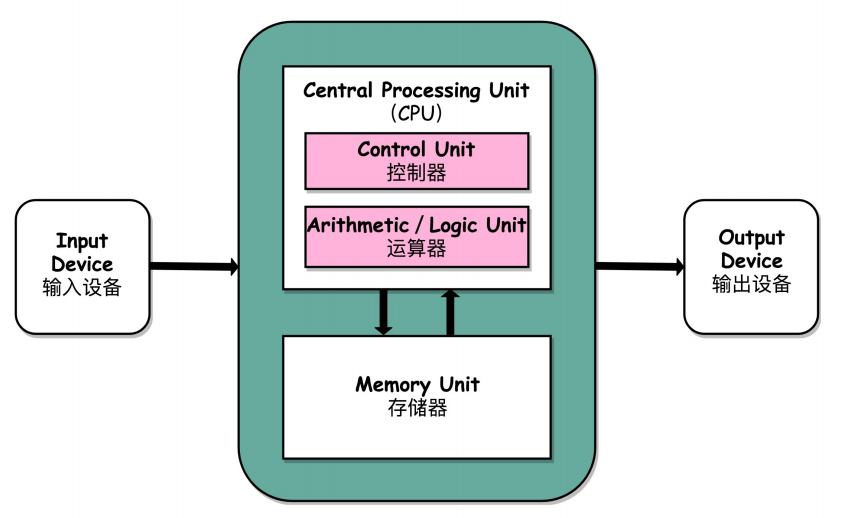 Central Processing Unit
(CPU)
Control Unit
控制器
Arithmetic / Logic Unit
运算器
Input
Device
输入设备
Output
Device
输出设备
Memory Unit
存储器